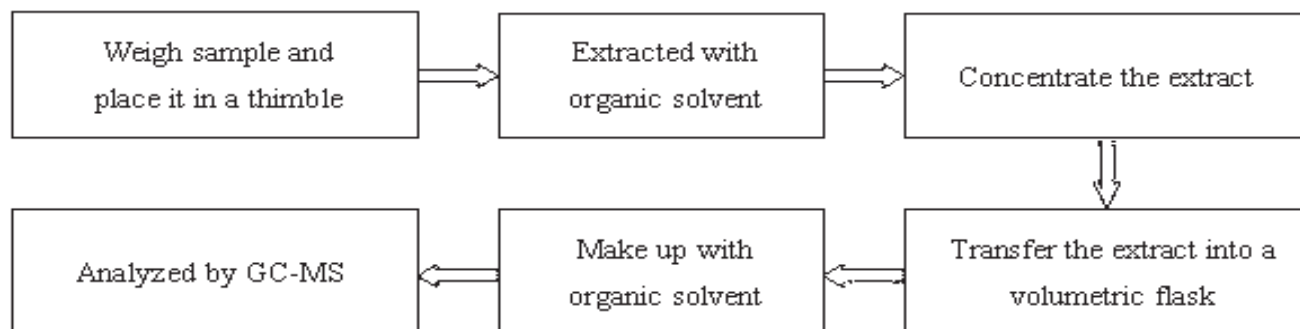 Weigh sample and
place it in a thimble
Extracted with
organic solvent
Concentrate the extract
Transfer the extract into a
volumetric flask
Make up with
organic solvent
Analyzed by GC-MS